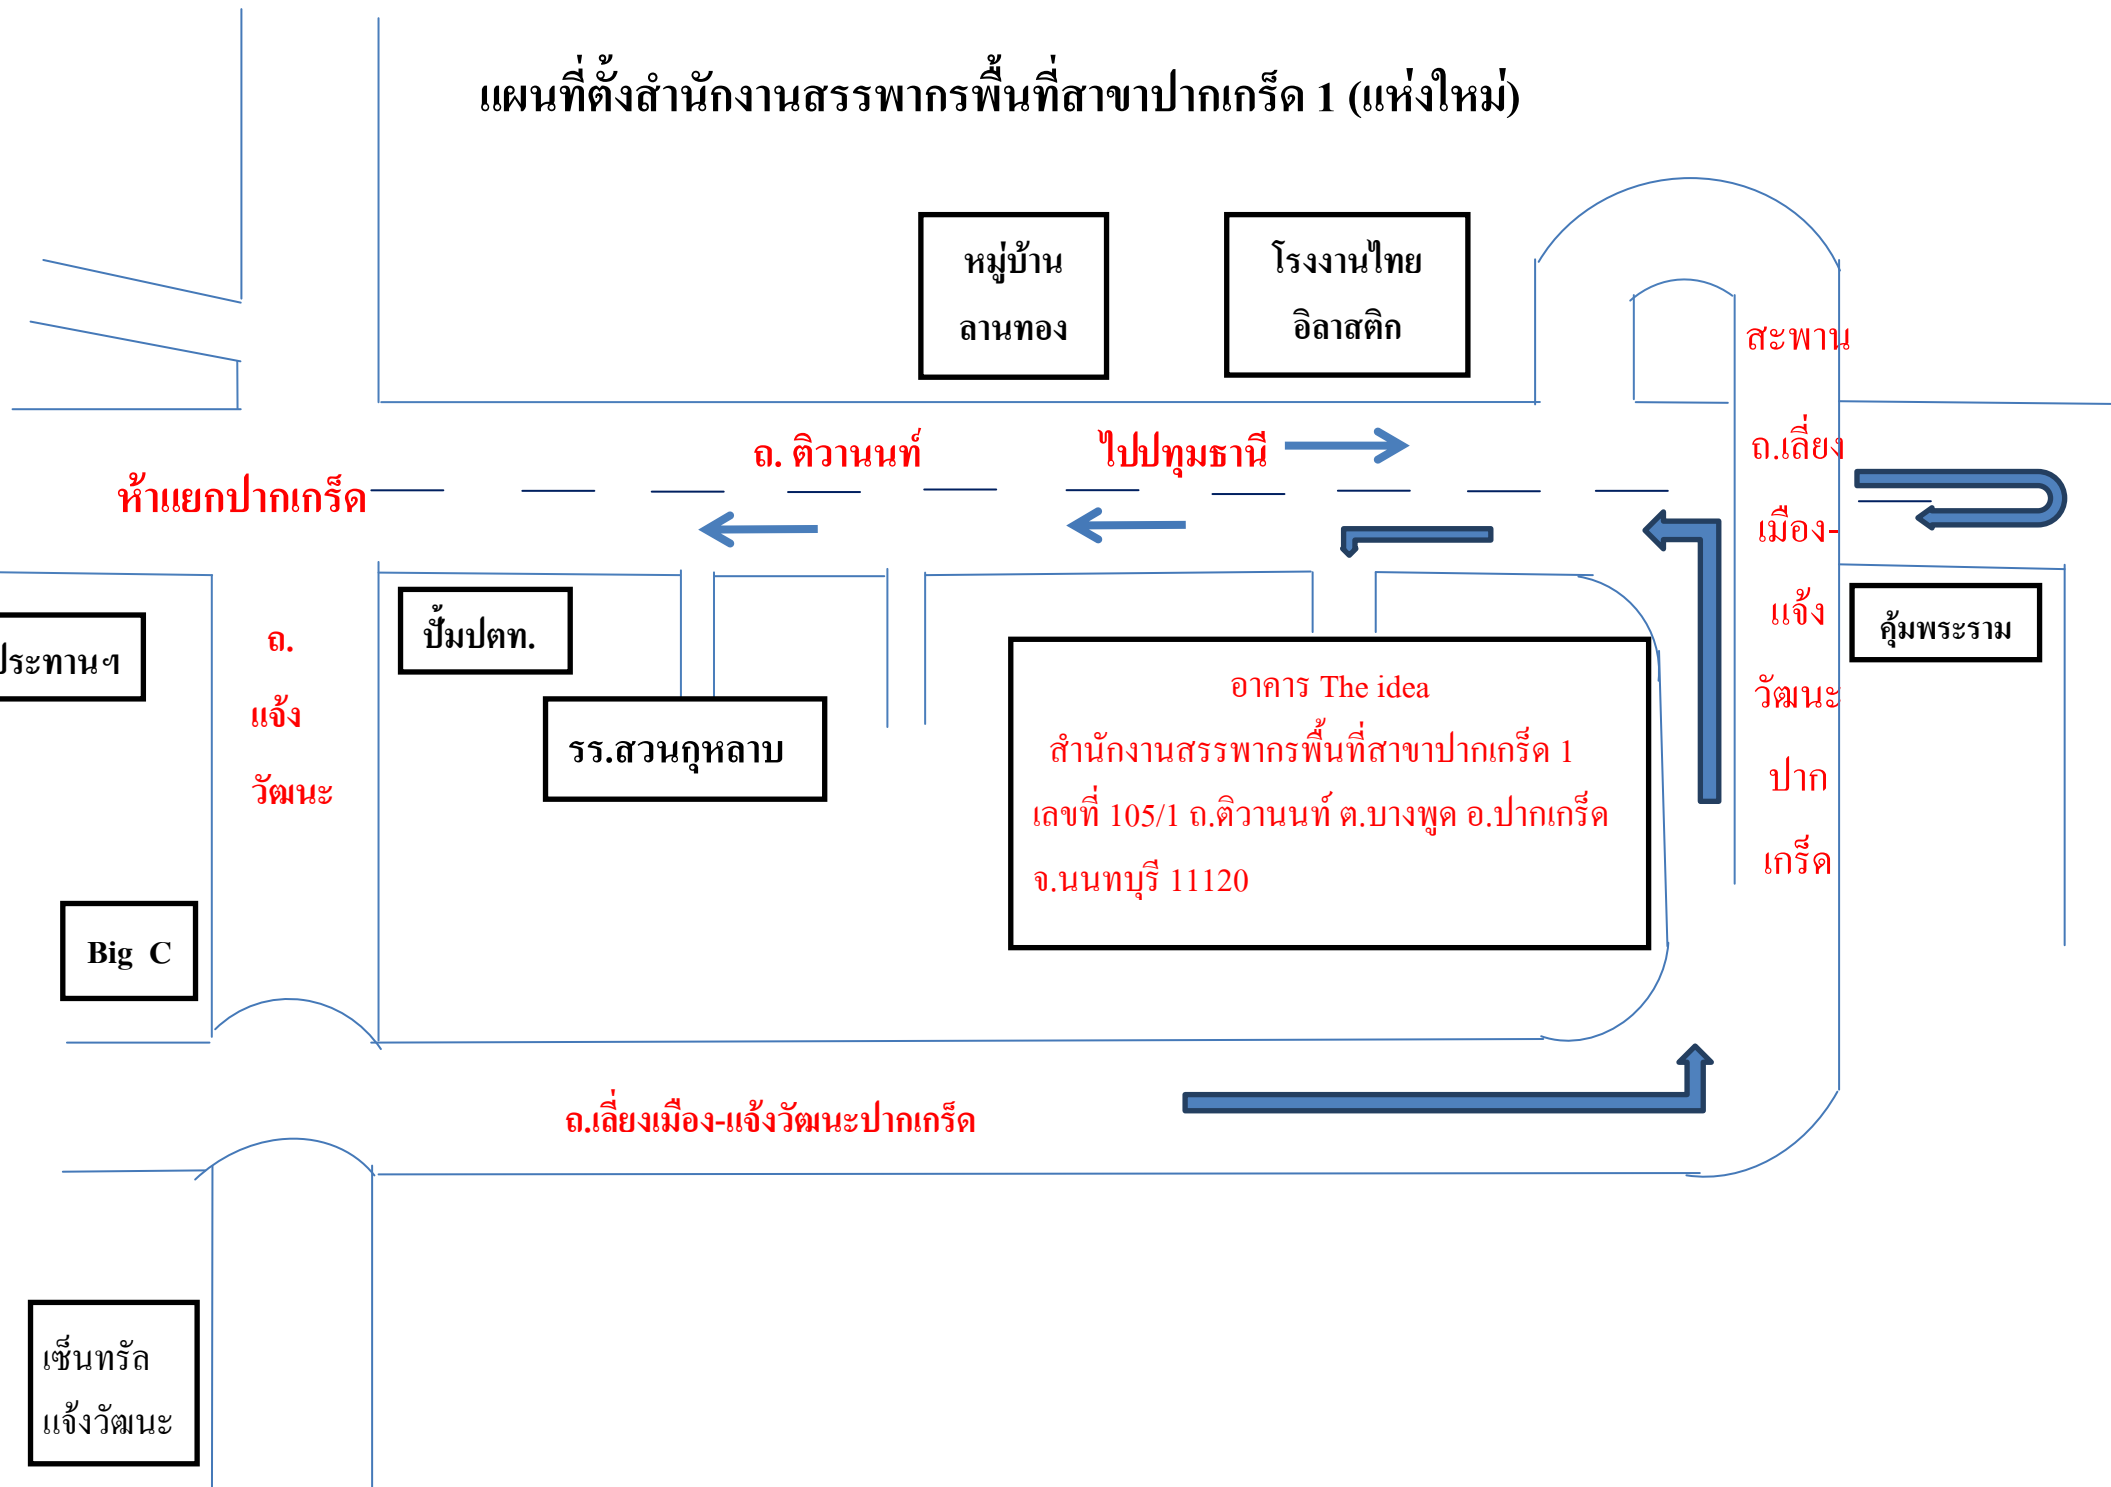 แผนที่ตั้งสำนักงานสรรพากรพื้นที่สาขาปากเกร็ด 1 (แห่งใหม่)
หมู่บ้าน
ลานทอง
โรงงานไทย
อิลาสติก
สะพาน
ถ.เลี่ยง
เมือง-
แจ้ง
วัฒนะ
ปาก
เกร็ด
ถ. ติวานนท์
ไปปทุมธานี
ห้าแยกปากเกร็ด
ประทานฯ
ถ.
แจ้ง
วัฒนะ
ปั้มปตท.
รร.สวนกุหลาบ
อาคาร The idea
สำนักงานสรรพากรพื้นที่สาขาปากเกร็ด 1
เลขที่ 105/1 ถ.ติวานนท์ ต.บางพูด อ.ปากเกร็ด
จ.นนทบุรี 11120
คุ้มพระราม
Big C
ถ.เลี่ยงเมือง-แจ้งวัฒนะปากเกร็ด
เซ็นทรัล
แจ้งวัฒนะ